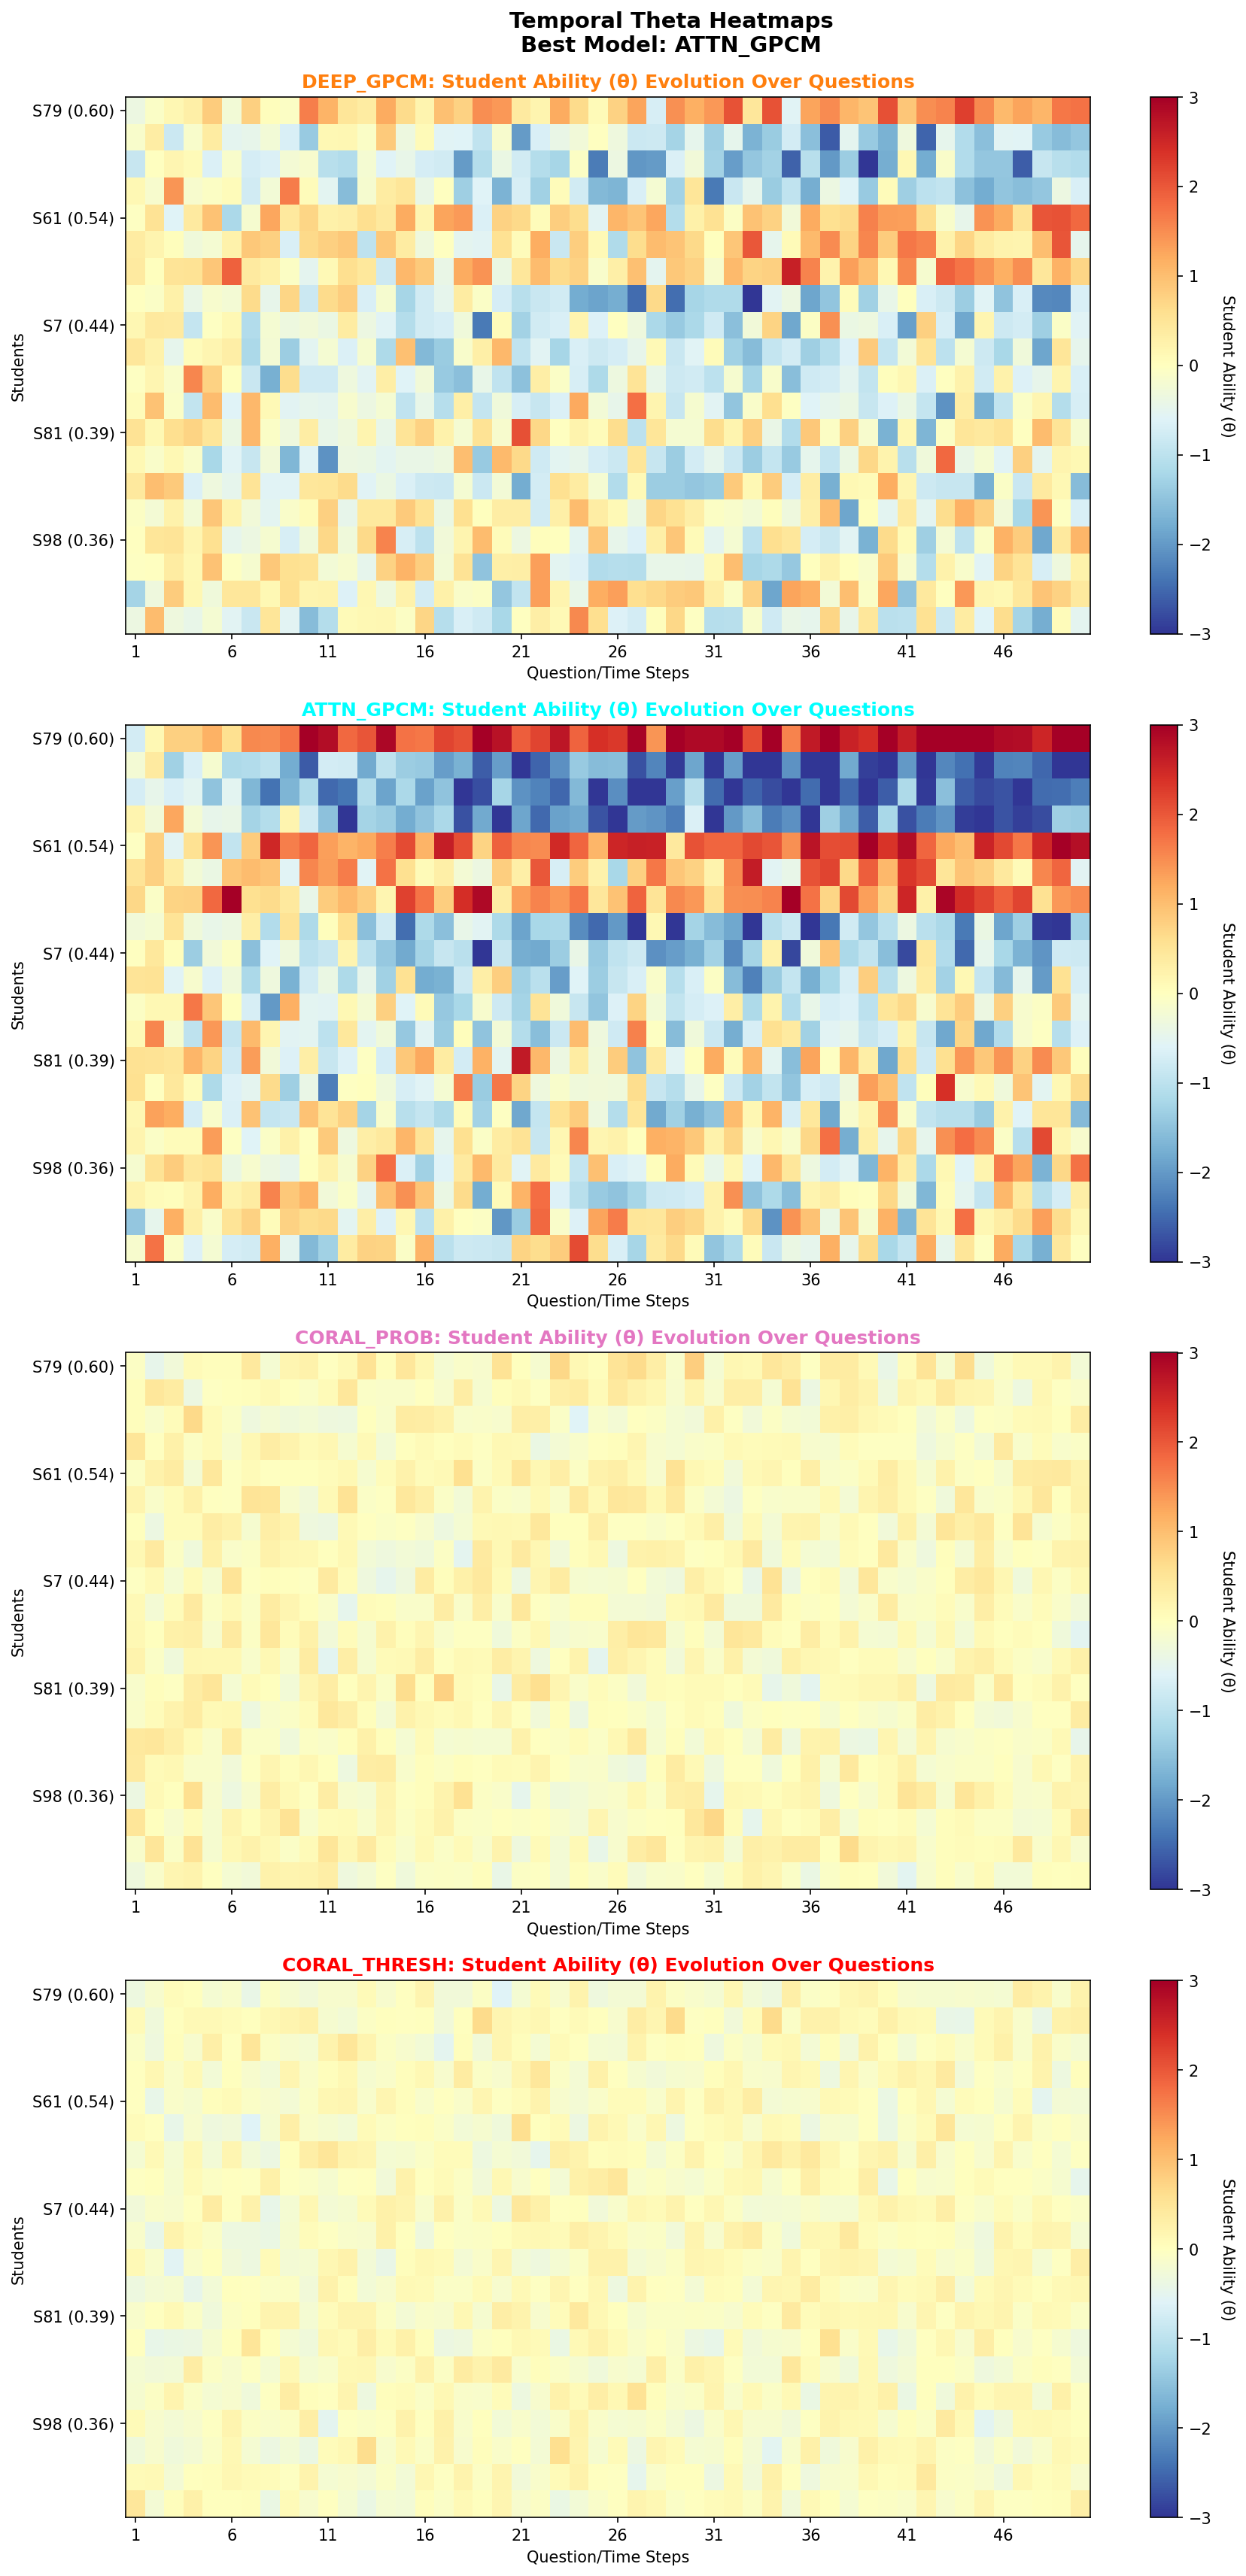 Temporal Theta Heatmaps
Best Model: ATTN_GPCM
DEEP_GPCM: Student Ability (θ) Evolution Over Questions
S79 (0.60)
S61 (0.54)
S7 (0.44)
S81 (0.39)
S98 (0.36)
Students
1 6 11 16 21 26 31 36 41 46
Question/Time Steps
3
2
1
0
−1
−2
−3
Student Ability (θ)
ATTN_GPCM: Student Ability (θ) Evolution Over Questions
S79 (0.60)
S61 (0.54)
S7 (0.44)
S81 (0.39)
S98 (0.36)
Students
1 6 11 16 21 26 31 36 41 46
Question/Time Steps
3
2
1
0
−1
−2
−3
Student Ability (θ)
CORAL_PROB: Student Ability (θ) Evolution Over Questions
S79 (0.60)
S61 (0.54)
S7 (0.44)
S81 (0.39)
S98 (0.36)
Students
1 6 11 16 21 26 31 36 41 46
Question/Time Steps
3
2
1
0
−1
−2
−3
Student Ability (θ)
CORAL_THRESH: Student Ability (θ) Evolution Over Questions
S79 (0.60)
S61 (0.54)
S7 (0.44)
S81 (0.39)
S98 (0.36)
Students
1 6 11 16 21 26 31 36 41 46
Question/Time Steps
3
2
1
0
−1
−2
−3
Student Ability (θ)